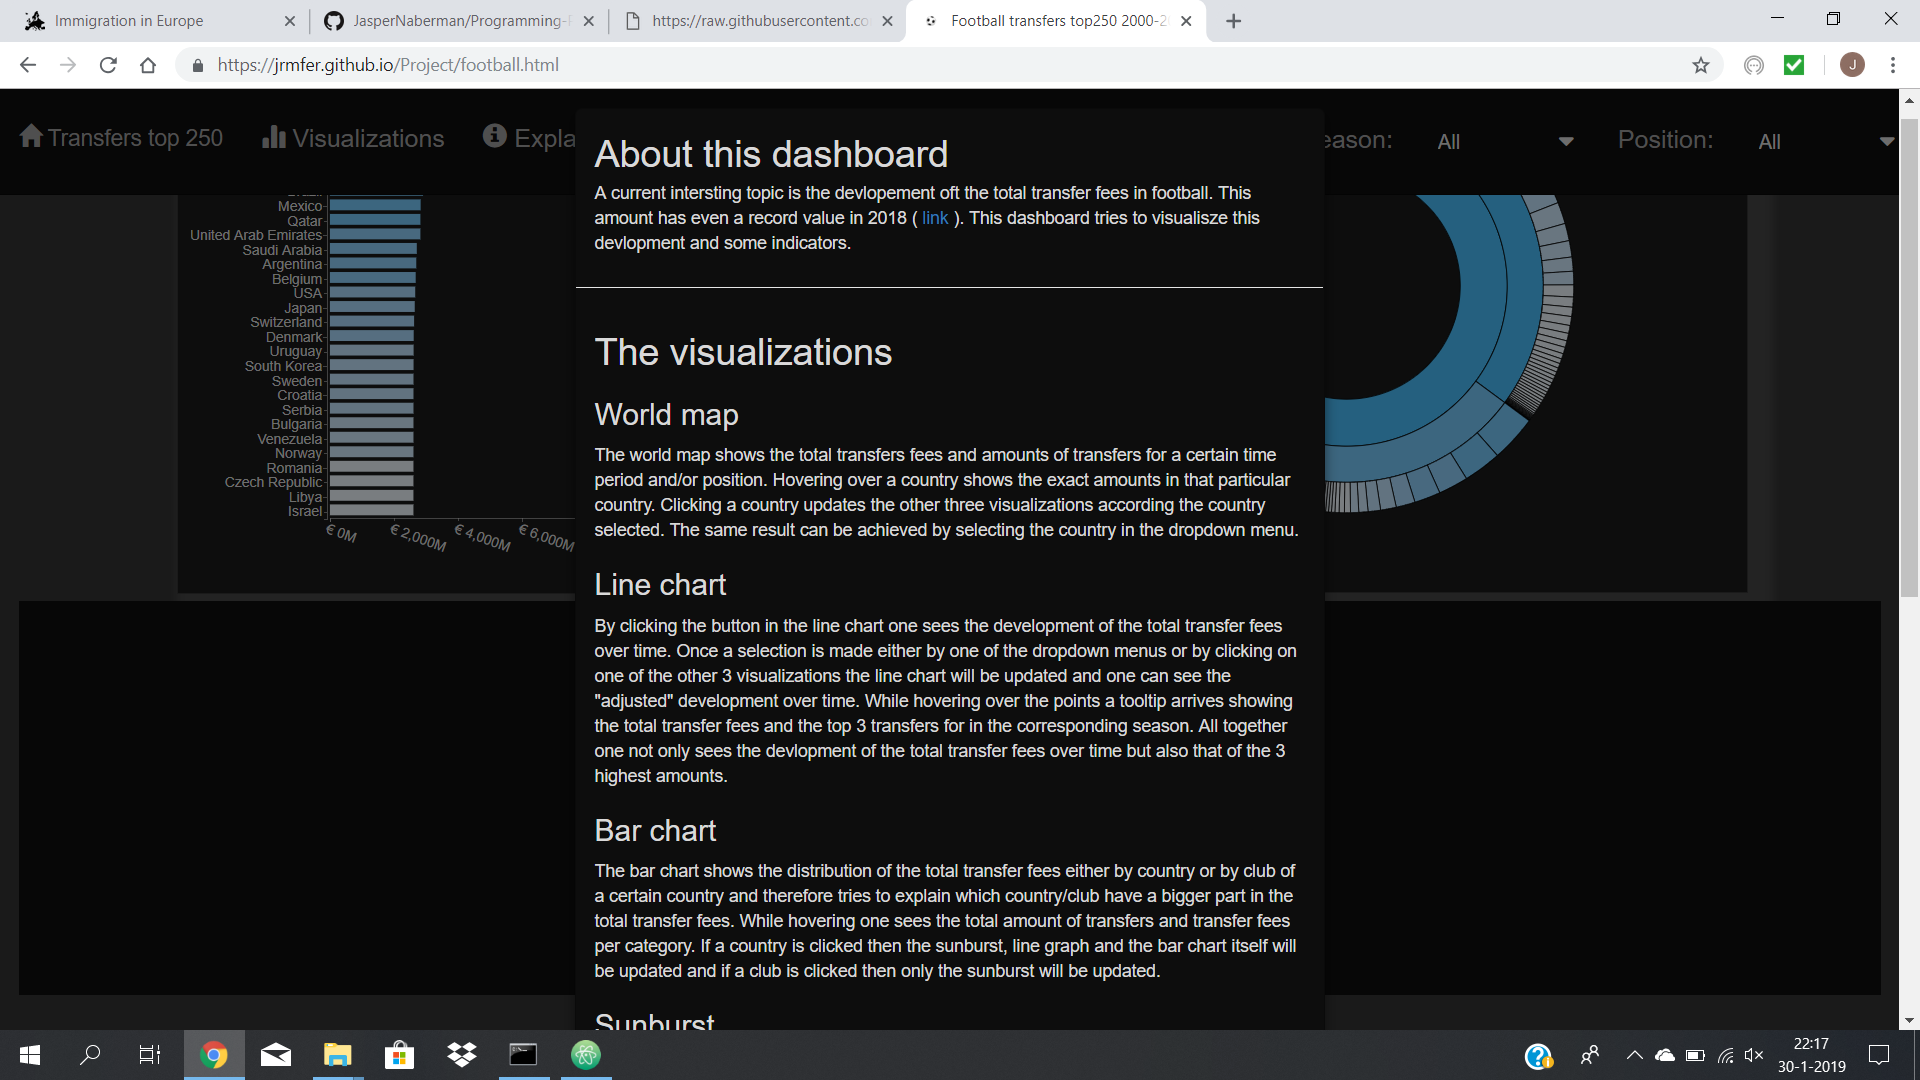 Immigration in Europe
JasperNaberman/Programming-
https://raw.githubusercontent.co
Football transfers top250 2000-2
https://jrmfer.github.io/Project/football.html
J
Transfers top 250
Visualizations
Expla
eason:
All
Position:
All
Mexico
Qatar
United Arab Emirates
Saudi Arabia
Argentina
Belgium
USA
Japan
Switzerland
Denmark
Uruguay
South Korea
Sweden
Croatia
Serbia
Bulgaria
Venezuela
Norway
Romania
Czech Republic
Libya
Israel
€ 0M
€ 2,000M
€ 4,000M
€ 6,000M
About this dashboard
A current intersting topic is the devlopement oft the total transfer fees in football. This
amount has even a record value in 2018 ( link ). This dashboard tries to visualisze this
devlopment and some indicators.
The visualizations
World map
The world map shows the total transfers fees and amounts of transfers for a certain time
period and/or position. Hovering over a country shows the exact amounts in that particular
country. Clicking a country updates the other three visualizations according the country
selected. The same result can be achieved by selecting the country in the dropdown menu.
Line chart
By clicking the button in the line chart one sees the development of the total transfer fees
over time. Once a selection is made either by one of the dropdown menus or by clicking on
one of the other 3 visualizations the line chart will be updated and one can see the
"adjusted" development over time. While hovering over the points a tooltip arrives showing
the total transfer fees and the top 3 transfers for in the corresponding season. All together
one not only sees the devlopment of the total transfer fees over time but also that of the 3
highest amounts.
Bar chart
The bar chart shows the distribution of the total transfer fees either by country or by club of
a certain country and therefore tries to explain which country/club have a bigger part in the
total transfer fees. While hovering one sees the total amount of transfers and transfer fees
per category. If a country is clicked then the sunburst, line graph and the bar chart itself will
be updated and if a club is clicked then only the sunburst will be updated.
Sunburst
22:17
30-1-2019